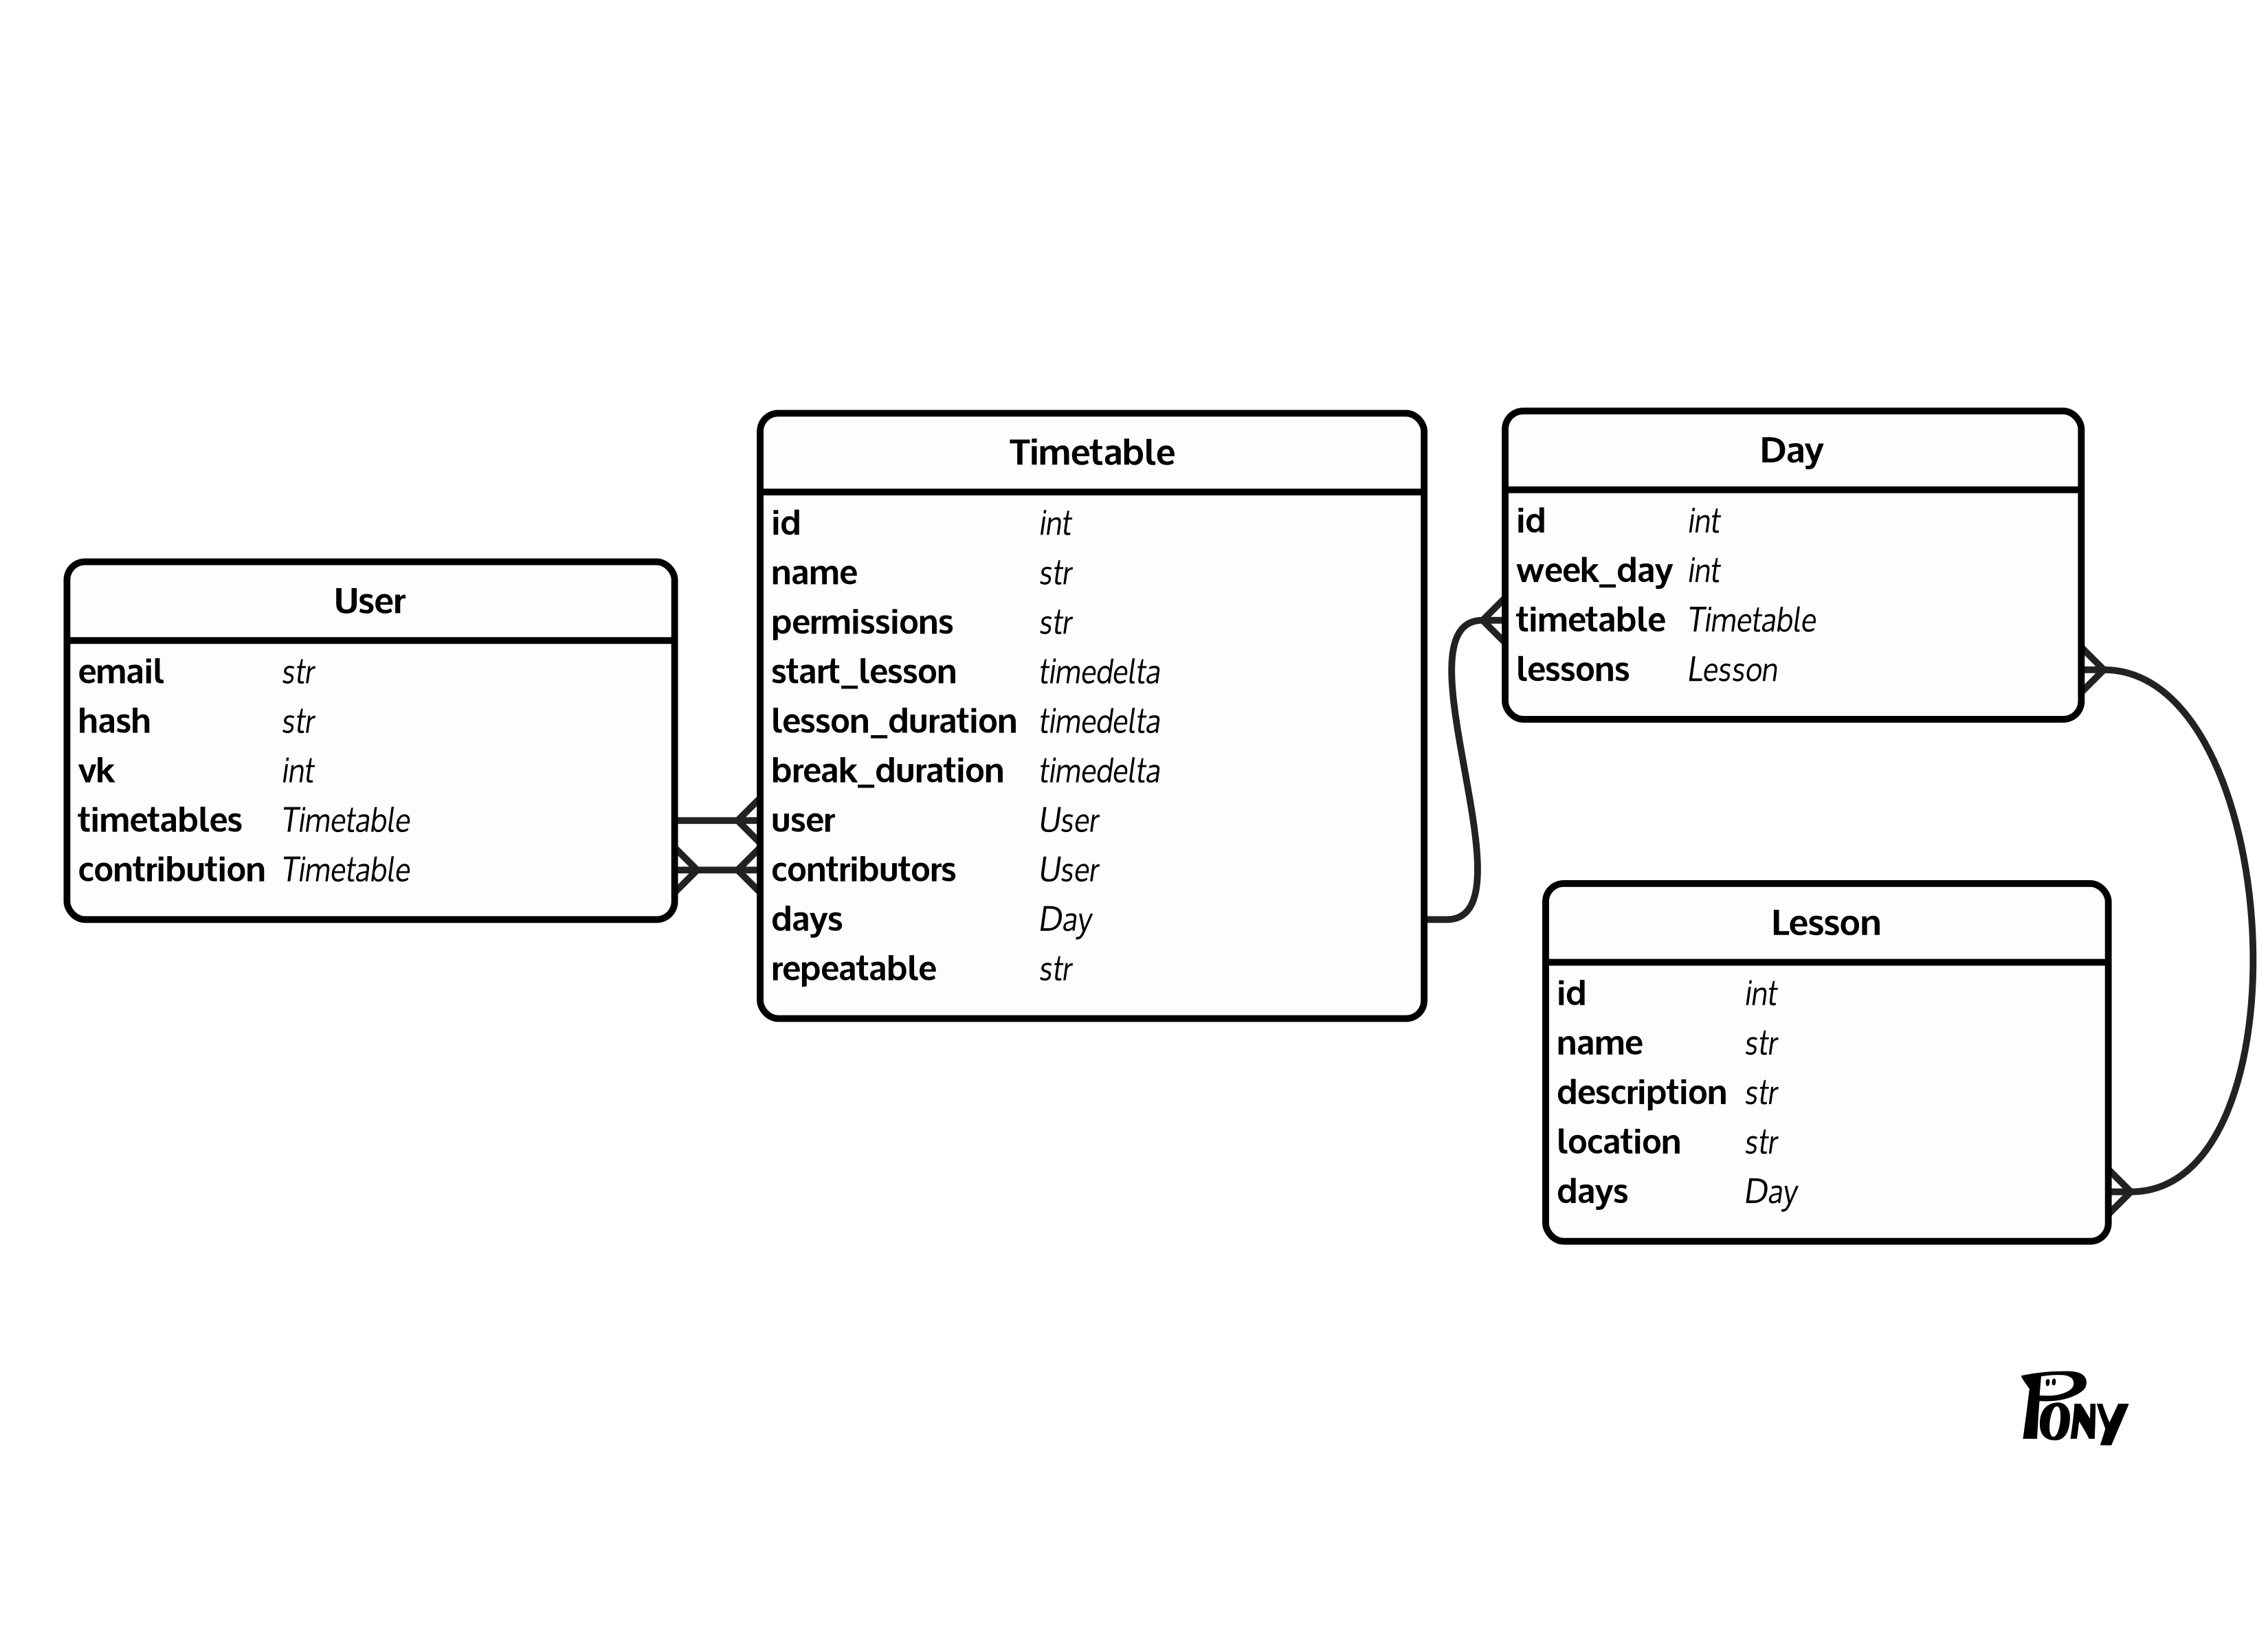 User
email str
hash str
vk int
timetables Timetable
contribution Timetable
Timetable
id int
name str
permissions str
start_lesson timedelta
lesson_duration timedelta
break_duration timedelta
user User
contributors User
days Day
repeatable str
Day
id int
week_day int
timetable Timetable
lessons Lesson
Lesson
id int
name str
description str
location str
days Day
PONY